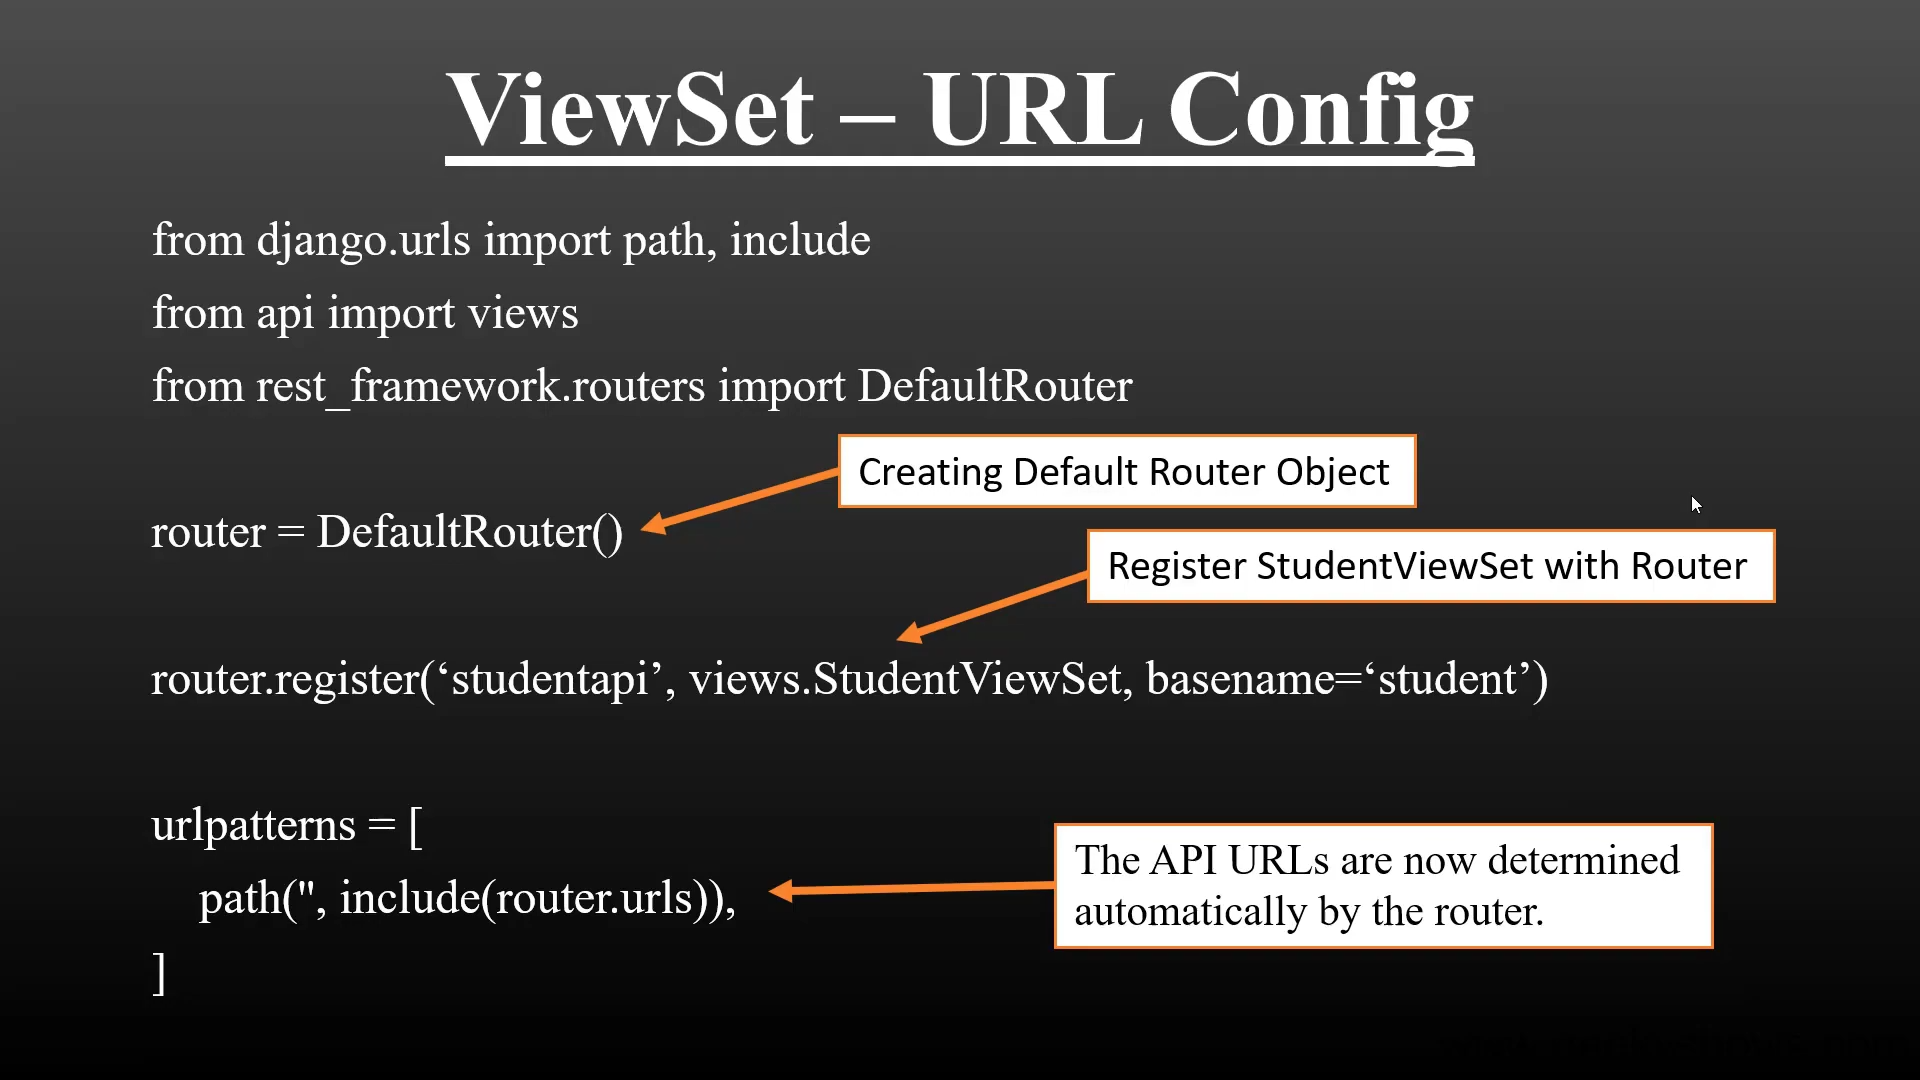 ViewSet – URL Config
from django.urls import path, include
from api import views
from rest_framework.routers import DefaultRouter
Creating Default Router Object
router = DefaultRouter()
Register StudentViewSet with Router
router.register(‘studentapi’, views.StudentViewSet, basename=‘student’)
urlpatterns = [
path('', include(router.urls)),
The API URLs are now determined
automatically by the router.
]